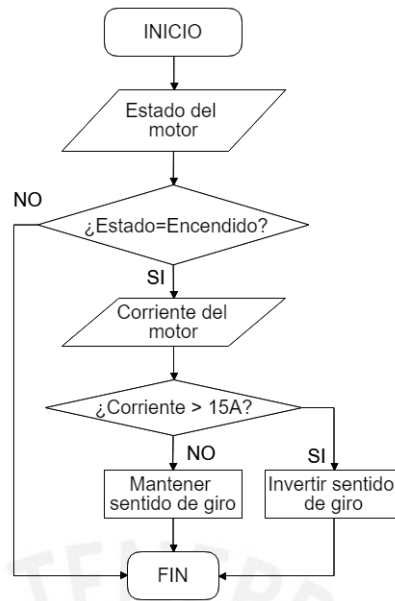 INICIO
Estado del
motor
NO
¿Estado=Encendido?
SI
Corriente del
motor
¿Corriente > 15A?
NO
SI
Mantener
sentido de giro
Invertir sentido
de giro
FIN